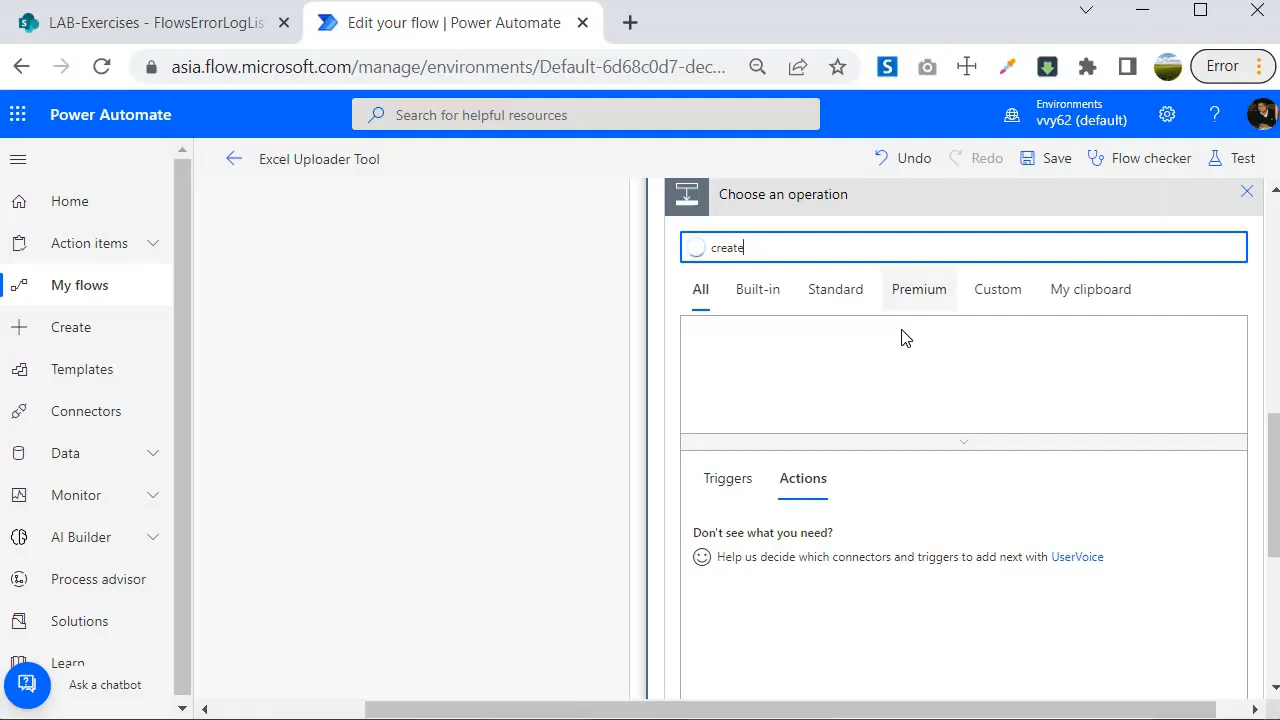 LAB-Exercises - FlowsErrorLogLis
Edit your flow | Power Automate
asia.flow.microsoft.com/manage/environments/Default-6d68c0d7-dec...
S
Error
Power Automate
Search for helpful resources
Environments
vvy62 (default)
?
Excel Uploader Tool
Undo
Redo
Save
Flow checker
Test
Home
Action items
My flows
Create
Templates
Connectors
Data
Monitor
AI Builder
Process advisor
Solutions
Learn
Ask a chatbot
Choose an operation
create
All
Built-in
Standard
Premium
Custom
My clipboard
Triggers
Actions
Don't see what you need?
Help us decide which connectors and triggers to add next with UserVoice